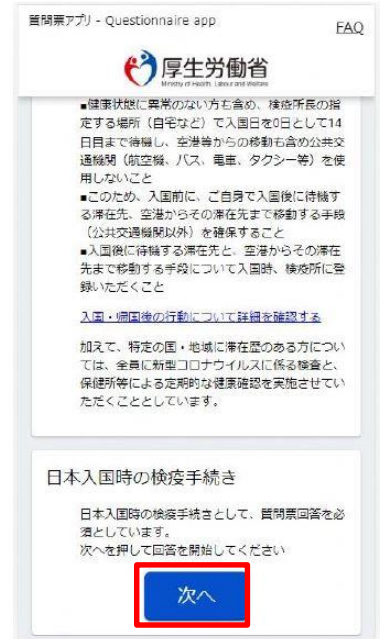 質問票アプリ - Questionnaire app
FAQ
厚生労働省
Ministry of Health, Labour and Welfare
■健康状態に異常のない方も含め、検疫所長の指
定する場所（自宅など）で入国日を0日として14
日目まで待機し、空港等からの移動も含め公共交
通機関（航空機、バス、電車、タクシー等）を使
用しないこと
■このため、入国前に、ご自身で入国後に待機す
る滞在先、空港からその滞在先まで移動する手段
（公共交通機関以外）を確保すること
■入国後に待機する滞在先と、空港からその滞在
先まで移動する手段について入国時、検疫所に登
録いただくこと
入国・帰国後の行動について詳細を確認する
加えて、特定の国・地域に滞在歴のある方につい
ては、全員に新型コロナウイルスに係る検査と、
保健所等による定期的な健康確認を実施させてい
ただくこととしています。
日本入国時の検疫手続き
日本入国時の検疫手続きとして、質問票回答を必
須としています。
次へを押して回答を開始してください
次へ